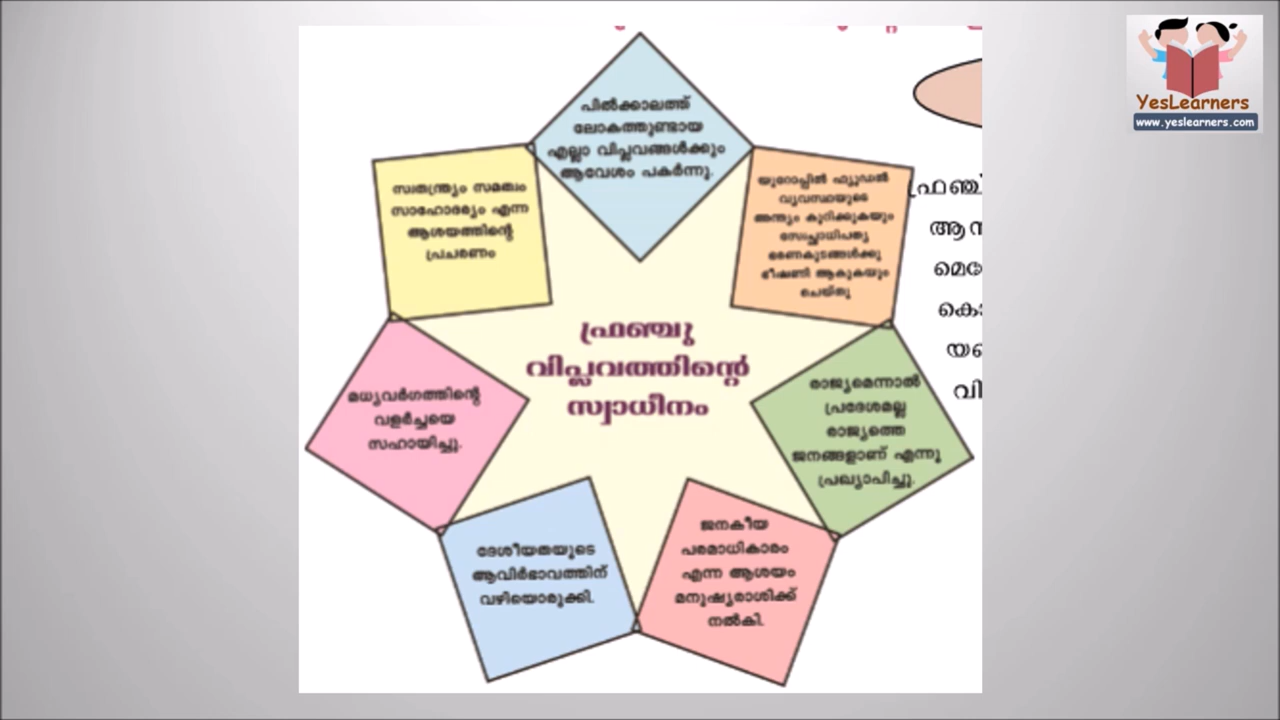 YesLearners
www.yeslearners.com
പിൽക്കാലത്ത്
ലോകത്തുണ്ടായ
എല്ലാ വിപ്ലവങ്ങൾക്കും
ആവേശം പകർന്നു.
യൂറോപ്പിൽ ഫ്യൂഡൽ
വ്യവസ്ഥയുടെ
അന്ത്യം കുറിക്കുകയും
സേച്ഛാധിപത്യ
ഭരണകൂടങ്ങൾക്കു
ഭീഷണി ആകുകയും
ചെയ്തു
രാജ്യമെന്നാൽ
പ്രദേശമല്ല
രാജ്യത്തെ
ജനങ്ങളാണ് എന്നു
പ്രഖ്യാപിച്ചു.
ജനകീയ
പരമാധികാരം
എന്ന ആശയം
മനുഷ്യരാശിക്ക്
നൽകി.
ദേശീയതയുടെ
ആവിർഭാവത്തിന്
വഴിയൊരുക്കി.
മധ്യവർഗത്തിന്റെ
വളർച്ചയെ
സഹായിച്ചു.
സ്വതന്ത്ര്യം സമത്വം
സാഹോദര്യം എന്ന
ആശയത്തിന്റെ
പ്രചരണം
ഫ്രഞ്ചു
വിപ്ലവത്തിന്റെ
സ്വാധീനം